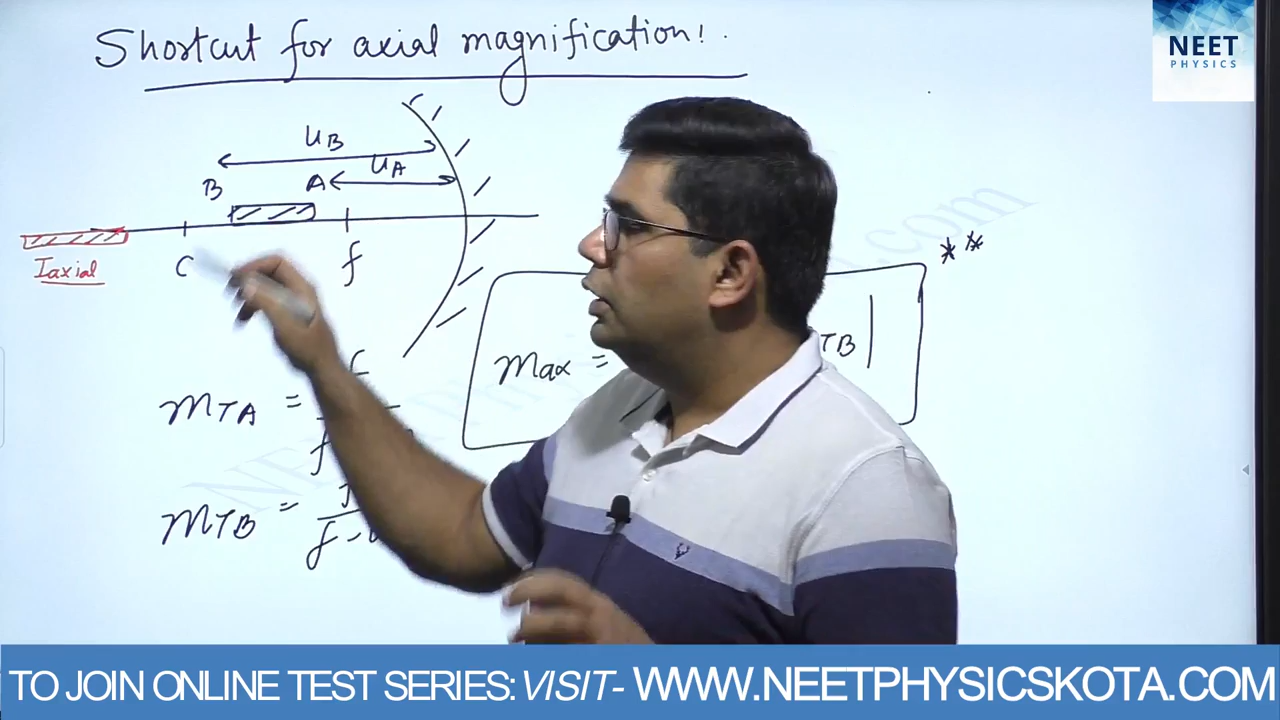 Shortcut for axial magnification!
NEET
PHYSICS
UB
UA
B
A
C
f
Iaxial
**
max =
TB|
mTA =
f
f
mTB =
f -
TO JOIN ONLINE TEST SERIES: VISIT- WWW.NEETPHYSICSKOTA.COM